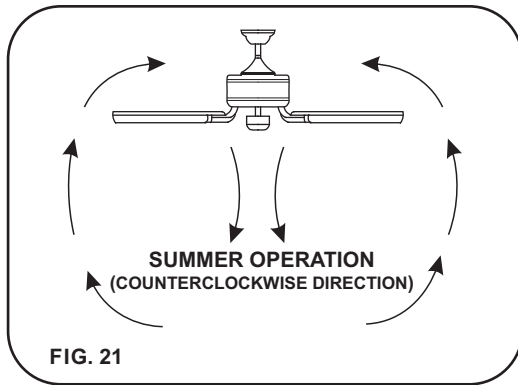 SUMMER OPERATION
(COUNTERCLOCKWISE DIRECTION)
FIG. 21